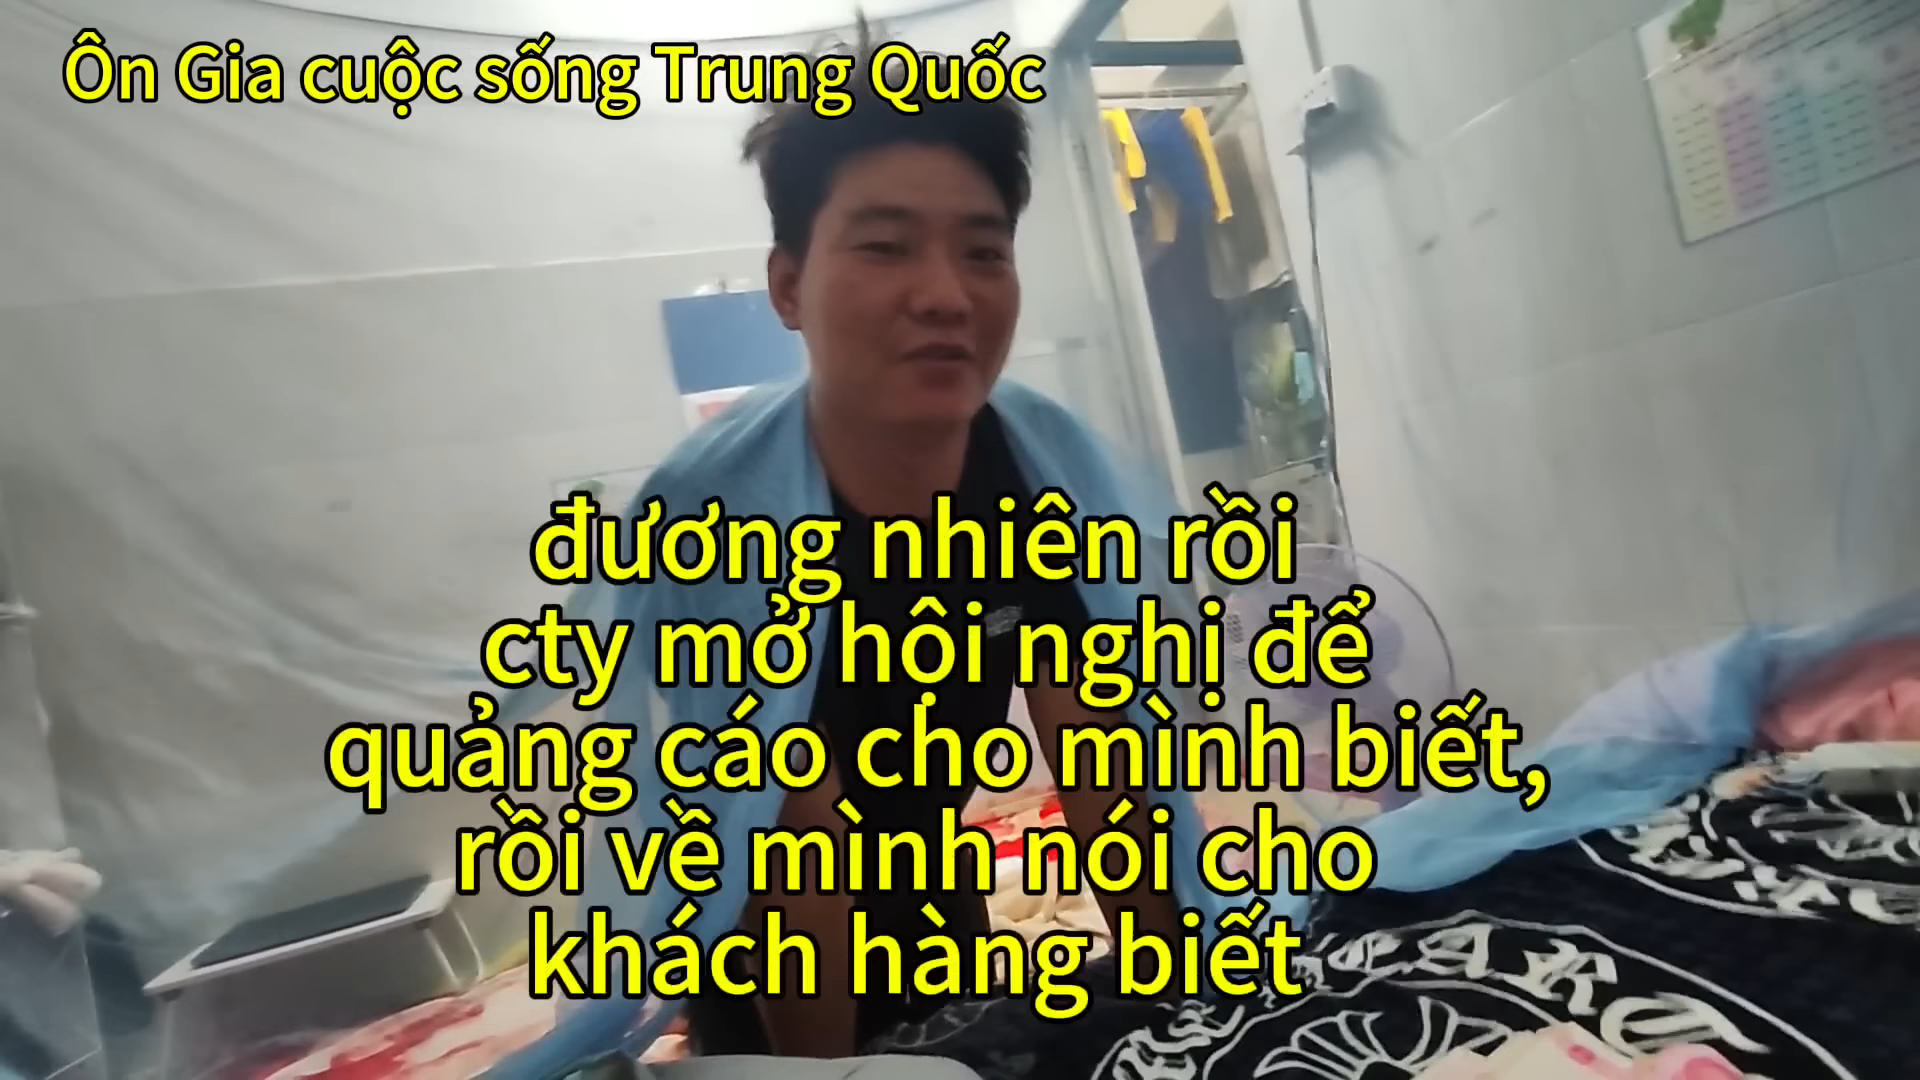 Ôn Gia cuộc sống Trung Quốc
đương nhiên rồi
cty mở hội nghị để
quảng cáo cho mình biết,
rồi về mình nói cho
khách hàng biết